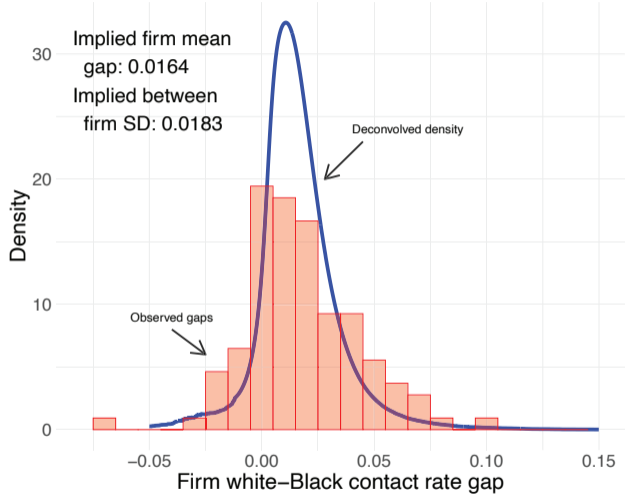 Implied firm mean
gap: 0.0164
Implied between
firm SD: 0.0183
Deconvolved density
Observed gaps
Density
30
20
10
0
−0.05
0.00
0.05
0.10
0.15
Firm white−Black contact rate gap